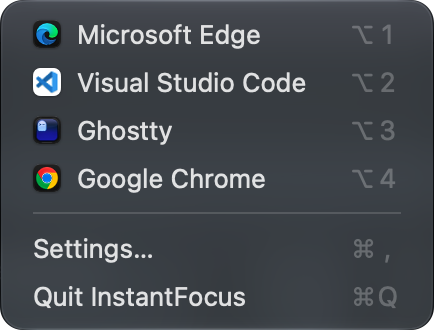 Microsoft Edge ⌥ 1
Visual Studio Code ⌥ 2
Ghostty ⌥ 3
Google Chrome ⌥ 4
Settings... ⌘ ,
Quit InstantFocus ⌘ Q